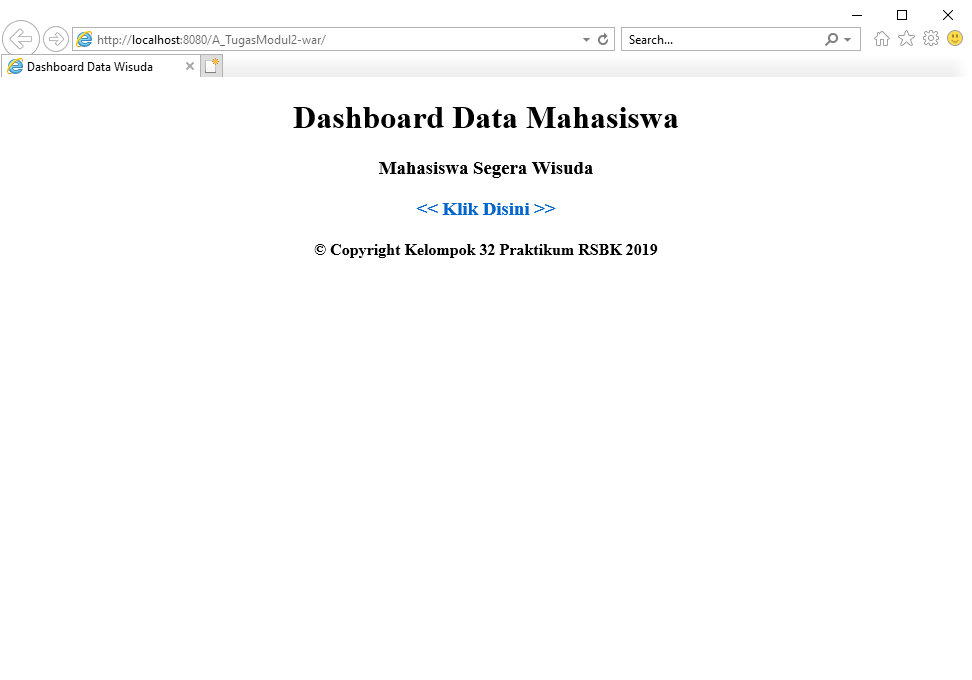 http://localhost:8080/A_TugasModul2-war/
Search...
Dashboard Data Wisuda
Dashboard Data Mahasiswa
Mahasiswa Segera Wisuda
<< Klik Disini >>
© Copyright Kelompok 32 Praktikum RSBK 2019